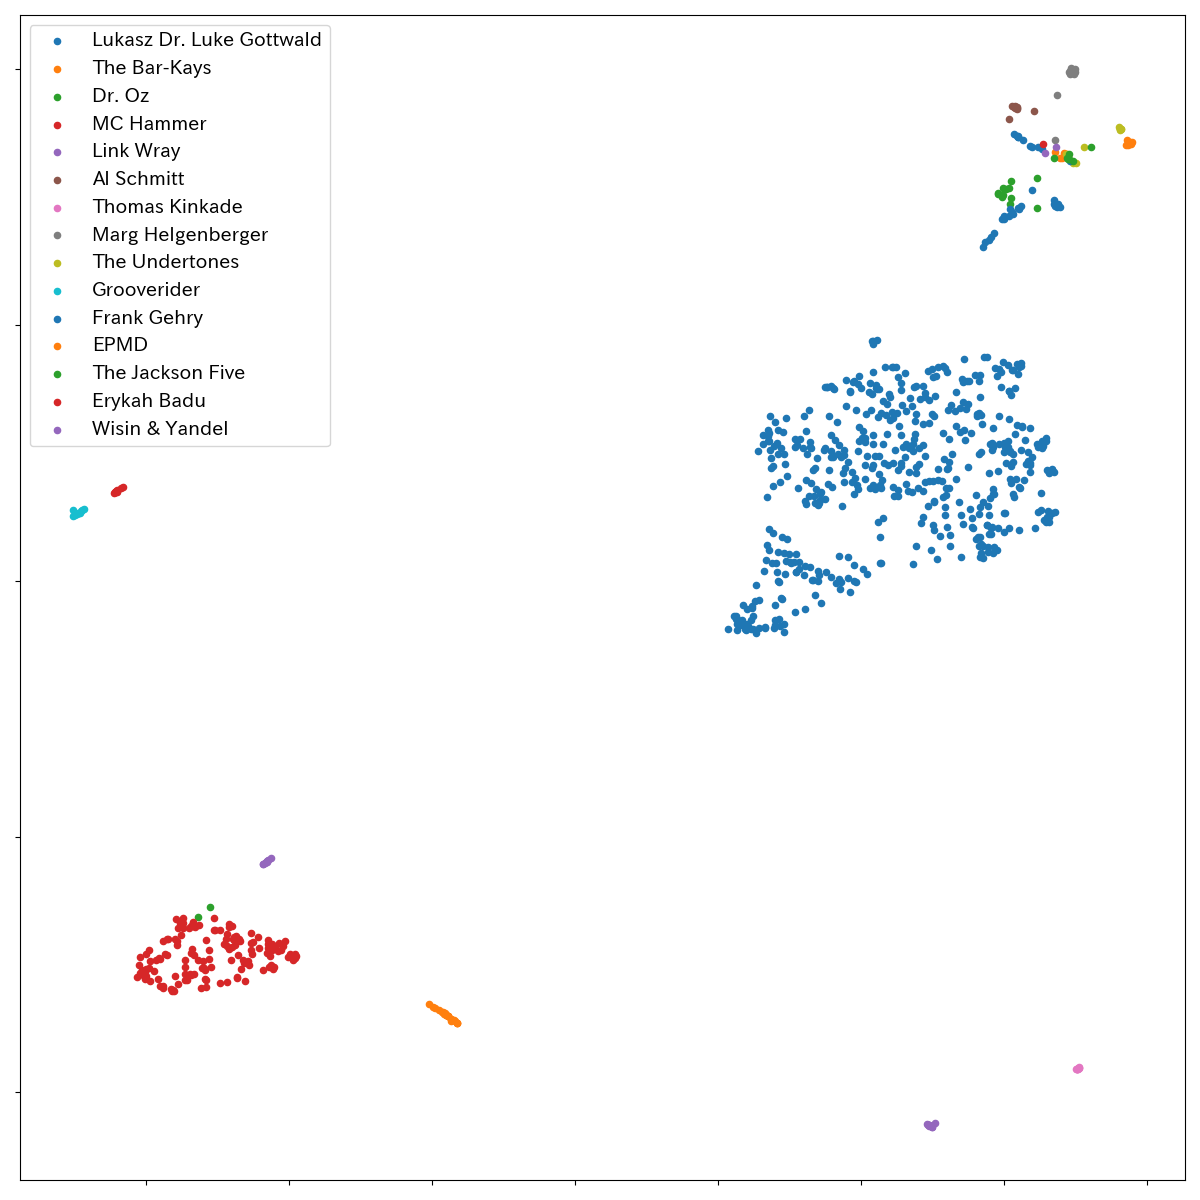 Lukasz Dr. Luke Gottwald
The Bar-Kays
Dr. Oz
MC Hammer
Link Wray
Al Schmitt
Thomas Kinkade
Marg Helgenberger
The Undertones
Grooverider
Frank Gehry
EPMD
The Jackson Five
Erykah Badu
Wisin & Yandel